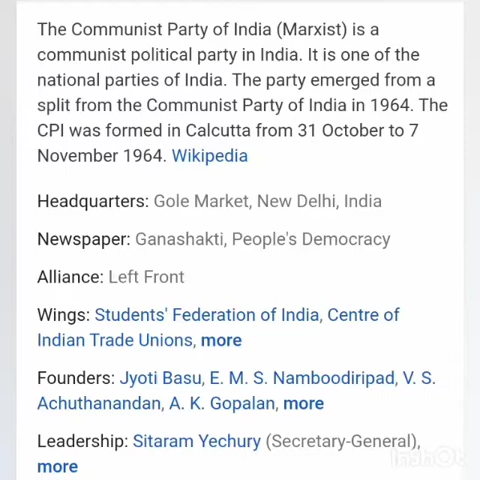 The Communist Party of India (Marxist) is a
communist political party in India. It is one of the
national parties of India. The party emerged from a
split from the Communist Party of India in 1964. The
CPI was formed in Calcutta from 31 October to 7
November 1964. Wikipedia
Headquarters: Gole Market, New Delhi, India
Newspaper: Ganashakti, People's Democracy
Alliance: Left Front
Wings: Students' Federation of India, Centre of
Indian Trade Unions, more
Founders: Jyoti Basu, E. M. S. Namboodiripad, V. S.
Achuthanandan, A. K. Gopalan, more
Leadership: Sitaram Yechury (Secretary-General),
more
InShOt